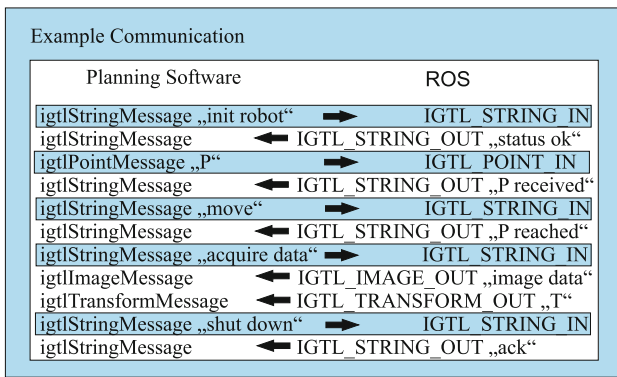 Example Communication
Planning Software ROS
igtlStringMessage „init robot“ → IGTL_STRING_IN
igtlStringMessage ← IGTL_STRING_OUT „status ok“
igtlPointMessage „P“ → IGTL_POINT_IN
igtlStringMessage ← IGTL_STRING_OUT „P received“
igtlStringMessage „move“ → IGTL_STRING_IN
igtlStringMessage ← IGTL_STRING_OUT „P reached“
igtlStringMessage „acquire data“ → IGTL_STRING_IN
igtlImageMessage ← IGTL_IMAGE_OUT „image data“
igtlTransformMessage ← IGTL_TRANSFORM_OUT „T“
igtlStringMessage „shut down“ → IGTL_STRING_IN
igtlStringMessage ← IGTL_STRING_OUT „ack“